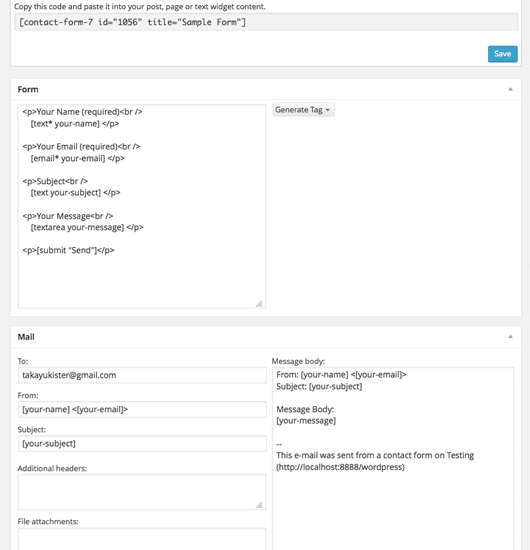 Copy this code and paste it into your post, page or text widget content.
[contact-form-7 id="1056" title="Sample Form"]
Save
Form
<p>Your Name (required)<br />
[text* your-name] </p>
<p>Your Email (required)<br />
[email* your-email] </p>
<p>Subject<br />
[text your-subject] </p>
<p>Your Message<br />
[textarea your-message] </p>
<p>[submit "Send"]</p>
Generate Tag
Mail
To:
takayukister@gmail.com
From:
[your-name] <[your-email]>
Subject:
[your-subject]
Additional headers:
File attachments:
Message body:
From: [your-name] <[your-email]>
Subject: [your-subject]
Message Body:
[your-message]
--
This e-mail was sent from a contact form on Testing
(http://localhost:8888/wordpress)